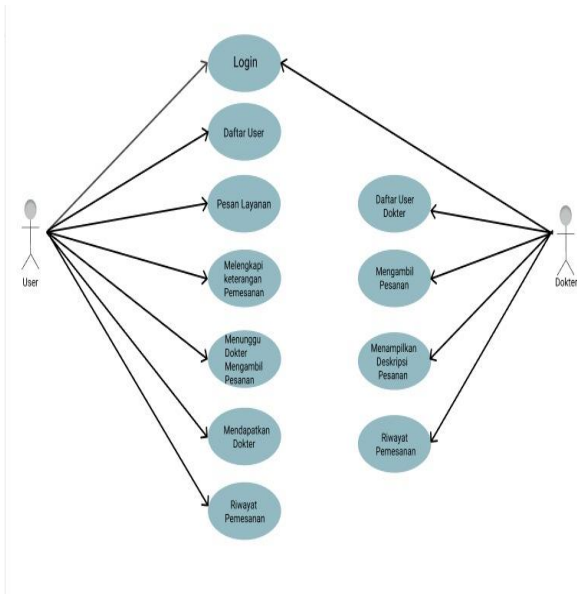 Login
Daftar User
Pesan Layanan
Melengkapi
keterangan
Pemesanan
Menunggu
Dokter
Mengambil
Pesanan
Mendapatkan
Dokter
Riwayat
Pemesanan
User
Daftar User
Dokter
Mengambil
Pesanan
Menampilkan
Deskripsi
Pesanan
Riwayat
Pemesanan
Dokter